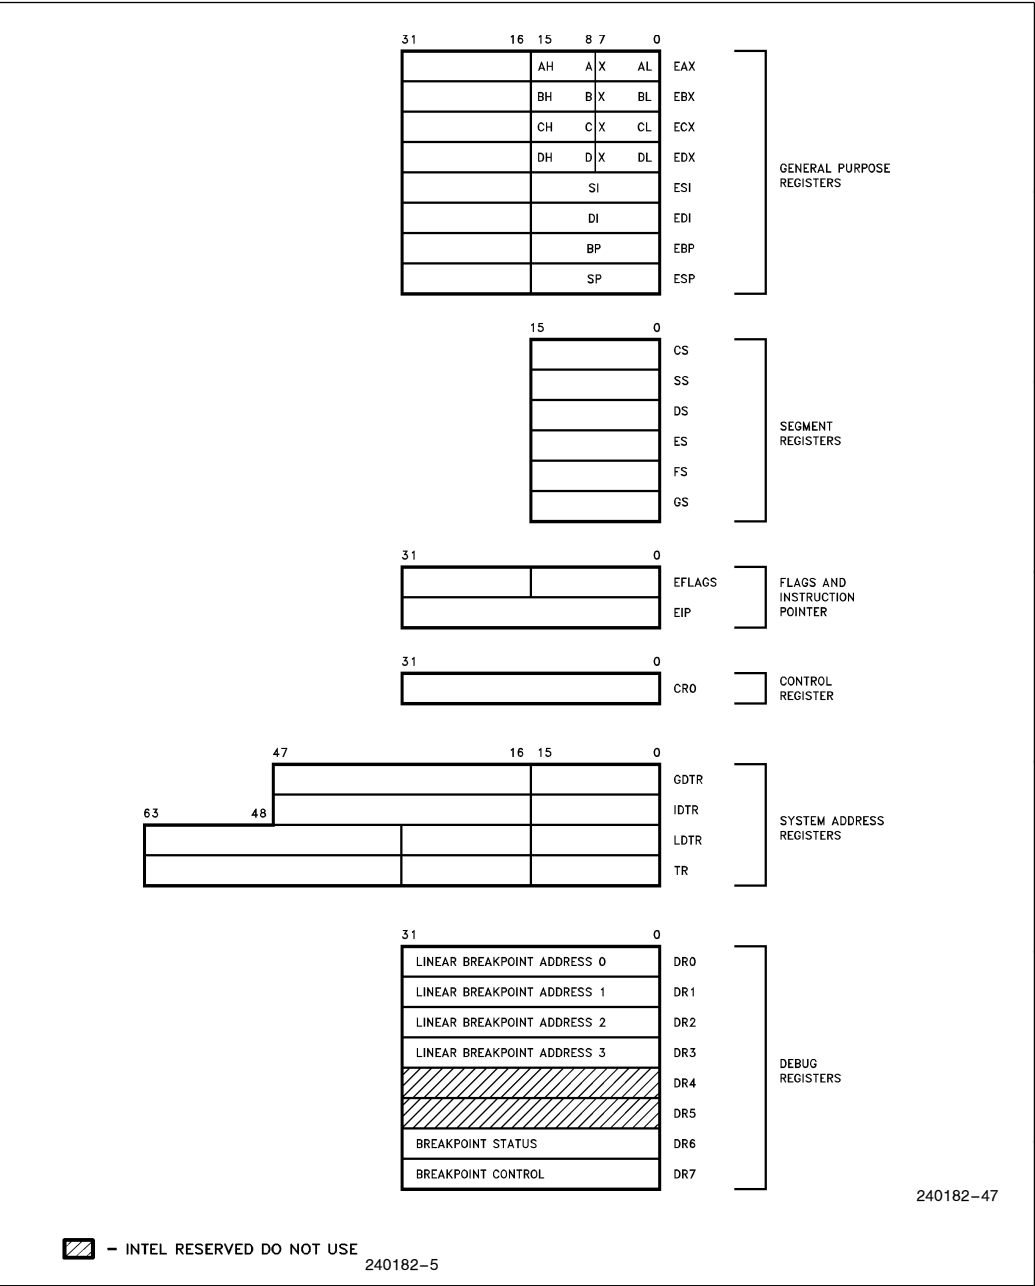 31 16 15 8 7 0
AH A X AL EAX
BH B X BL EBX
CH C X CL ECX
DH D X DL EDX
GENERAL PURPOSE
REGISTERS
SI ESI
DI EDI
BP EBP
SP ESP
15 0
CS
SS
DS
ES
FS
GS
SEGMENT
REGISTERS
31 0
EFLAGS
EIP
FLAGS AND
INSTRUCTION
POINTER
31 0
CR0
CONTROL
REGISTER
47 16 15 0
GDTR
IDTR
63 48
LDTR
TR
SYSTEM ADDRESS
REGISTERS
31 0
LINEAR BREAKPOINT ADDRESS 0 DR0
LINEAR BREAKPOINT ADDRESS 1 DR1
LINEAR BREAKPOINT ADDRESS 2 DR2
LINEAR BREAKPOINT ADDRESS 3 DR3
DR4
DR5
BREAKPOINT STATUS DR6
BREAKPOINT CONTROL DR7
DEBUG
REGISTERS
240182–47
– INTEL RESERVED DO NOT USE
240182–5